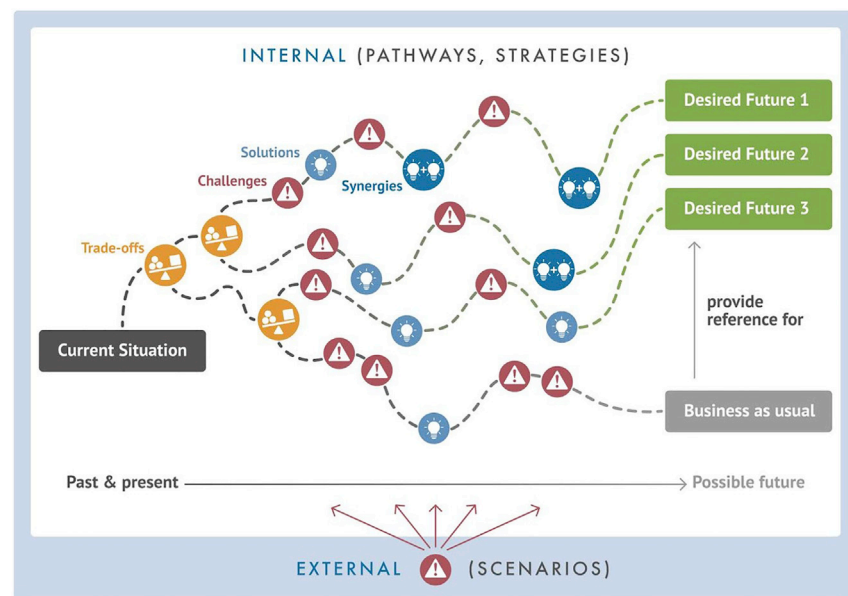 INTERNAL (PATHWAYS, STRATEGIES)
Desired Future 1
Solutions
Desired Future 2
Challenges
Synergies
Desired Future 3
Trade-offs
provide
reference for
Current Situation
Business as usual
Past & present
Possible future
EXTERNAL (SCENARIOS)